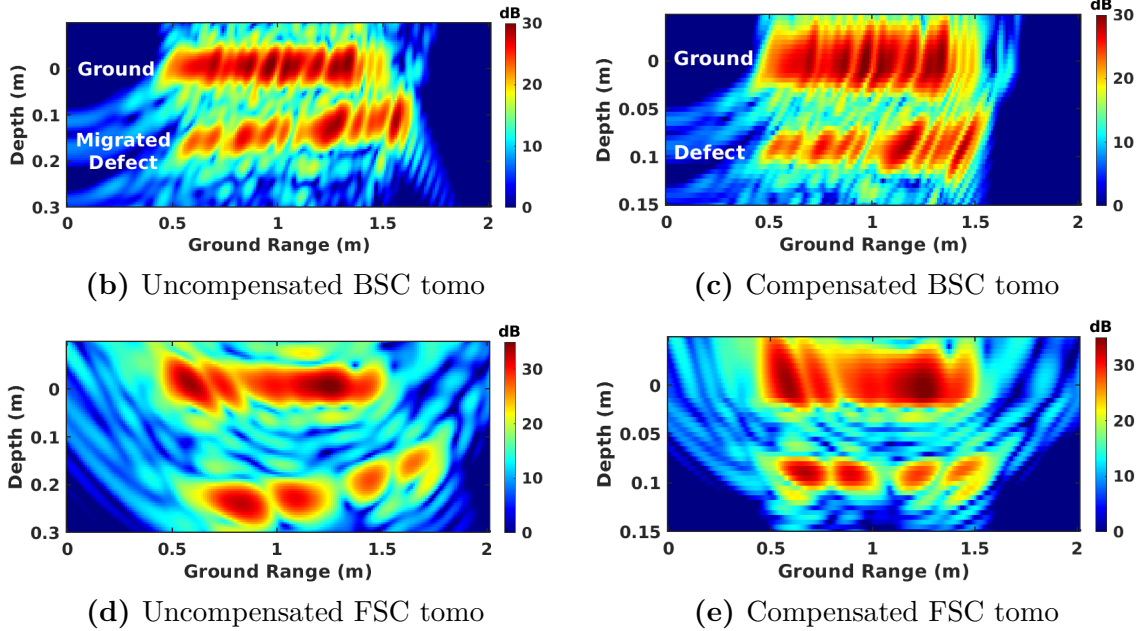 dB
30
20
10
0
Depth (m)
0
0.1
0.2
0.3
Ground
Migrated
Defect
0 0.5 1 1.5 2
Ground Range (m)
(b) Uncompensated BSC tomo
dB
30
20
10
0
Depth (m)
0
0.05
0.1
0.15
Ground
Defect
0 0.5 1 1.5 2
Ground Range (m)
(c) Compensated BSC tomo
dB
30
20
10
0
Depth (m)
0
0.1
0.2
0.3
0 0.5 1 1.5 2
Ground Range (m)
(d) Uncompensated FSC tomo
dB
30
20
10
0
Depth (m)
0
0.05
0.1
0.15
0 0.5 1 1.5 2
Ground Range (m)
(e) Compensated FSC tomo